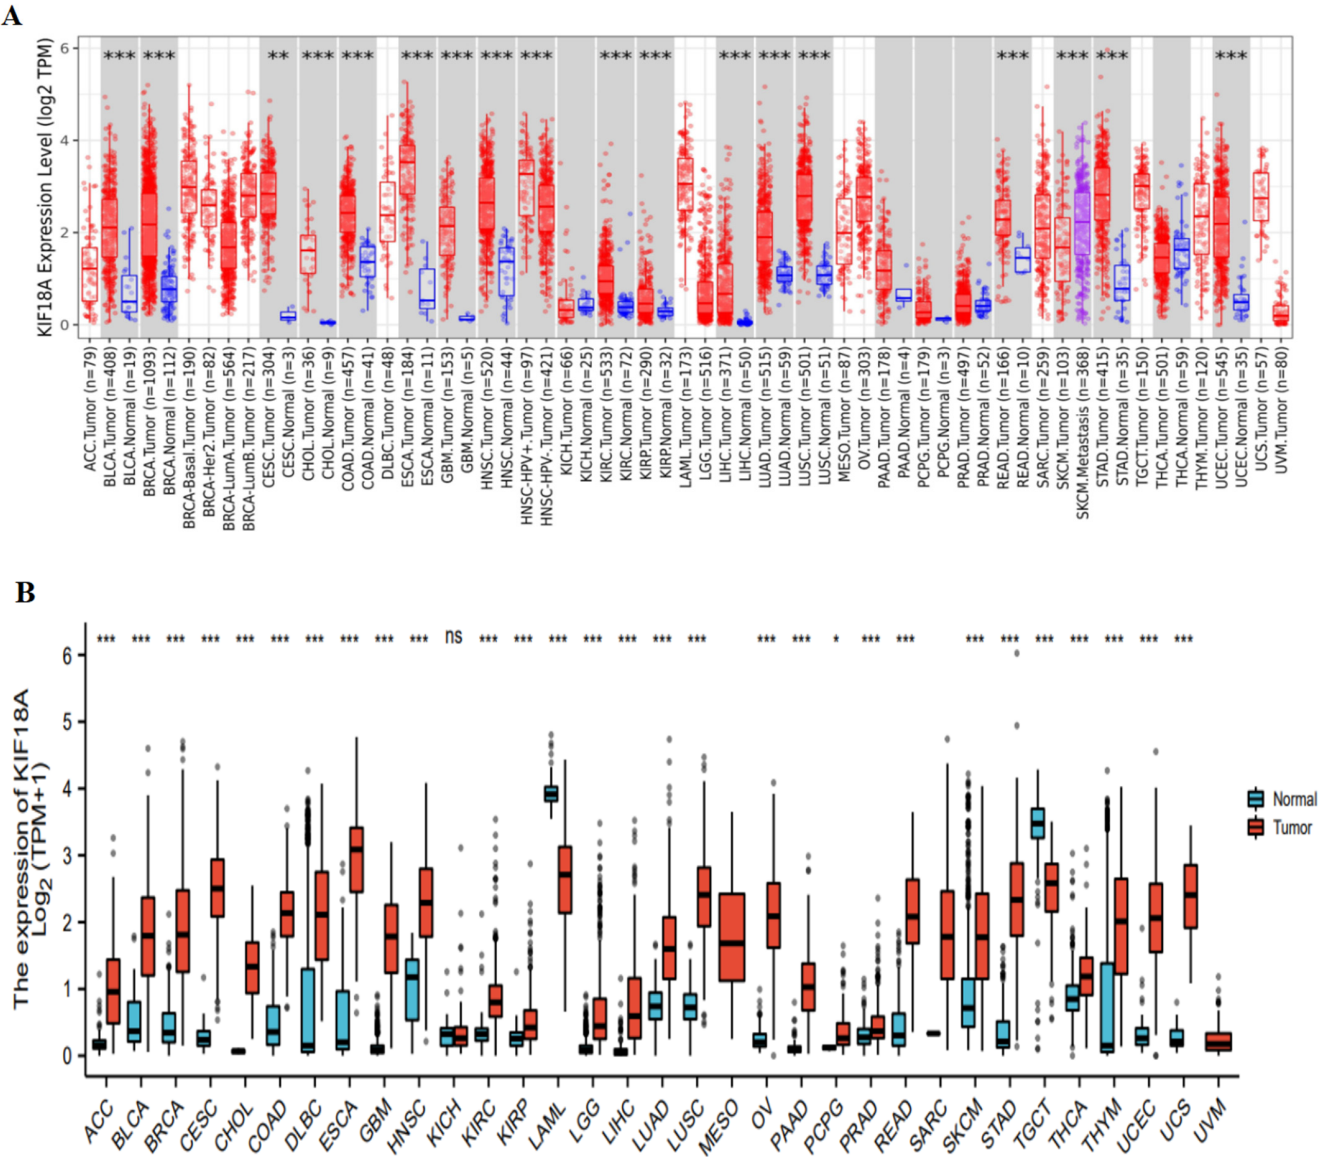 A
KIF18A Expression Level (log2 TPM)
6
4
2
0
*** *** ** *** *** *** *** *** *** *** *** *** *** *** *** *** *** ***
ACC.Tumor (n=79)
BLCA.Tumor (n=408)
BLCA.Normal (n=19)
BRCA.Tumor (n=1093)
BRCA.Normal (n=112)
BRCA-Basal.Tumor (n=190)
BRCA-Her2.Tumor (n=82)
BRCA-LumA.Tumor (n=564)
BRCA-LumB.Tumor (n=217)
CESC.Tumor (n=304)
CESC.Normal (n=3)
CHOL.Tumor (n=36)
CHOL.Normal (n=9)
COAD.Tumor (n=457)
COAD.Normal (n=41)
DLBC.Tumor (n=48)
ESCA.Tumor (n=184)
ESCA.Normal (n=11)
GBM.Tumor (n=153)
GBM.Normal (n=5)
HNSC.Tumor (n=520)
HNSC.Normal (n=44)
HNSC-HPV+.Tumor (n=97)
HNSC-HPV-.Tumor (n=421)
KICH.Tumor (n=66)
KICH.Normal (n=25)
KIRC.Tumor (n=533)
KIRC.Normal (n=72)
KIRP.Tumor (n=290)
KIRP.Normal (n=32)
LAML.Tumor (n=173)
LGG.Tumor (n=516)
LIHC.Tumor (n=371)
LIHC.Normal (n=50)
LUAD.Tumor (n=515)
LUAD.Normal (n=59)
LUSC.Tumor (n=501)
LUSC.Normal (n=51)
MESO.Tumor (n=87)
OV.Tumor (n=303)
PAAD.Tumor (n=178)
PAAD.Normal (n=4)
PCPG.Tumor (n=179)
PCPG.Normal (n=3)
PRAD.Tumor (n=497)
PRAD.Normal (n=52)
READ.Tumor (n=166)
READ.Normal (n=10)
SARC.Tumor (n=259)
SKCM.Tumor (n=103)
SKCM.Metastasis (n=368)
STAD.Tumor (n=415)
STAD.Normal (n=35)
TGCT.Tumor (n=150)
THCA.Tumor (n=501)
THCA.Normal (n=59)
THYM.Tumor (n=120)
UCEC.Tumor (n=545)
UCEC.Normal (n=35)
UCS.Tumor (n=57)
UVM.Tumor (n=80)
B
The expression of KIF18A
Log2 (TPM+1)
6
5
4
3
2
1
0
*** *** *** *** *** *** *** *** *** *** ns *** *** *** *** *** *** *** *** *** * *** *** *** *** *** *** *** *** ***
Normal
Tumor
ACC
BLCA
BRCA
CESC
CHOL
COAD
DLBC
ESCA
GBM
HNSC
KICH
KIRC
KIRP
LAML
LGG
LIHC
LUAD
LUSC
MESO
OV
PAAD
PCPG
PRAD
READ
SARC
SKCM
STAD
TGCT
THCA
THYM
UCEC
UCS
UVM